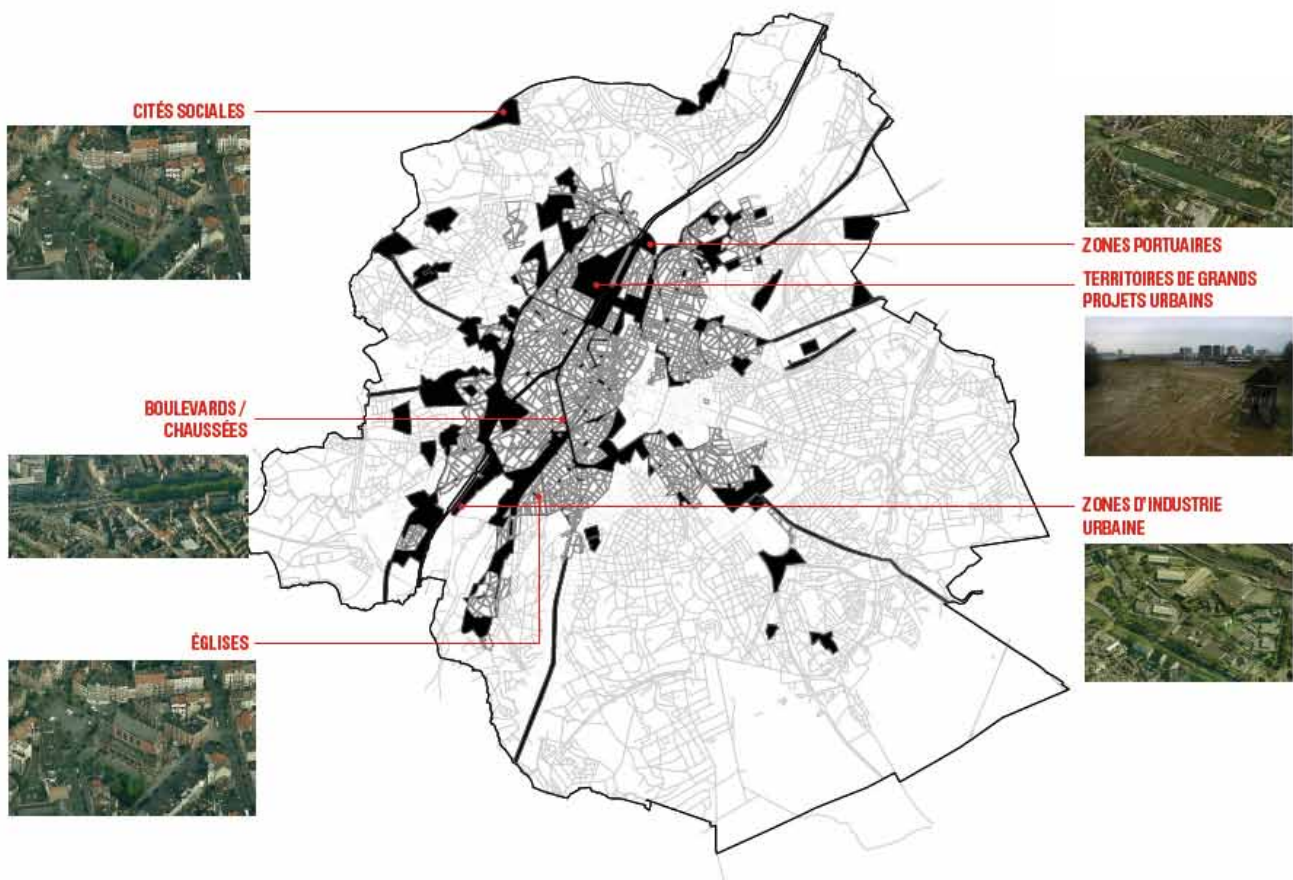 CITÉS SOCIALES
ZONES PORTUAIRES
TERRITOIRES DE GRANDS
PROJETS URBAINS
BOULEVARDS /
CHAUSSÉES
ZONES D'INDUSTRIE
URBAINE
ÉGLISES